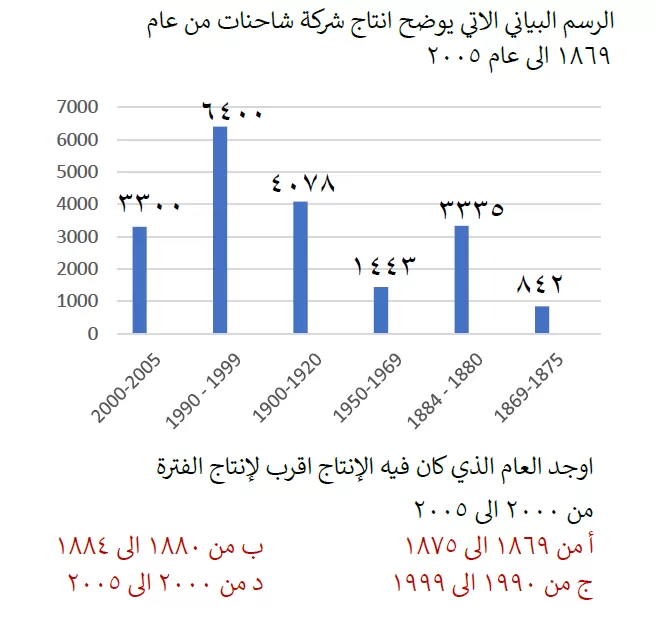 الرسم البياني الاتي يوضح انتاج شركة شاحنات من عام
١٨٦٩ الى عام ٢٠٠٥
7000
6000
5000
4000
3000
2000
1000
0
٣٣٠٠
٦٤٠٠
٤٠٧٨
١٤٤٣
٣٣٣٥
٨٤٢
2000-2005
1990 - 1999
1900-1920
1950-1969
1884 - 1880
1869-1875
اوجد العام الذي كان فيه الإنتاج اقرب لإنتاج الفترة
من ٢٠٠٠ الى ٢٠٠٥
أ من ١٨٦٩ الى ١٨٧٥ ب من ١٨٨٠ الى ١٨٨٤
ج من ١٩٩٠ الى ١٩٩٩ د من ٢٠٠٠ الى ٢٠٠٥